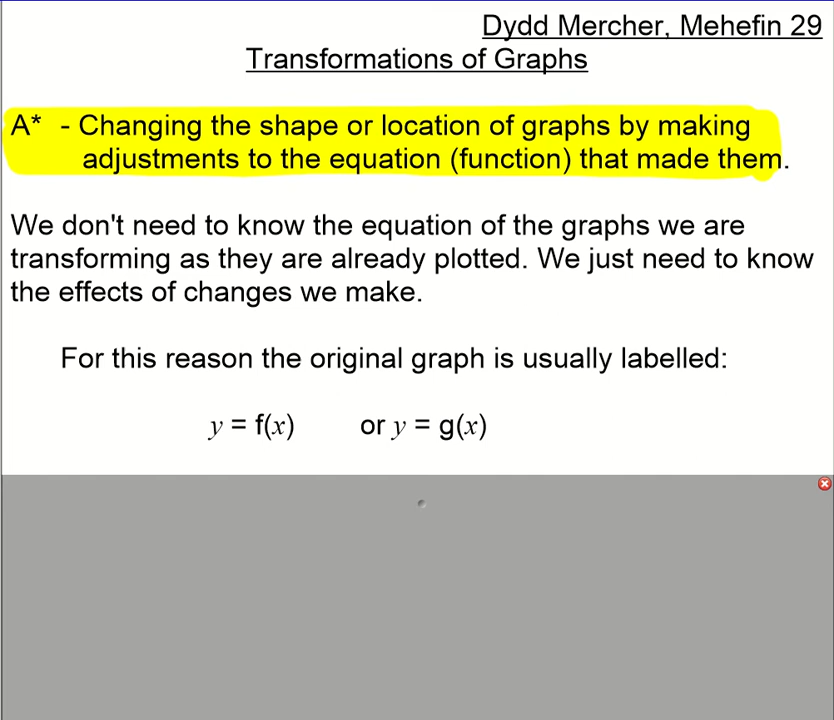 Dydd Mercher, Mehefin 29
Transformations of Graphs
A* - Changing the shape or location of graphs by making
adjustments to the equation (function) that made them.
We don't need to know the equation of the graphs we are
transforming as they are already plotted. We just need to know
the effects of changes we make.
For this reason the original graph is usually labelled:
y = f(x) or y = g(x)